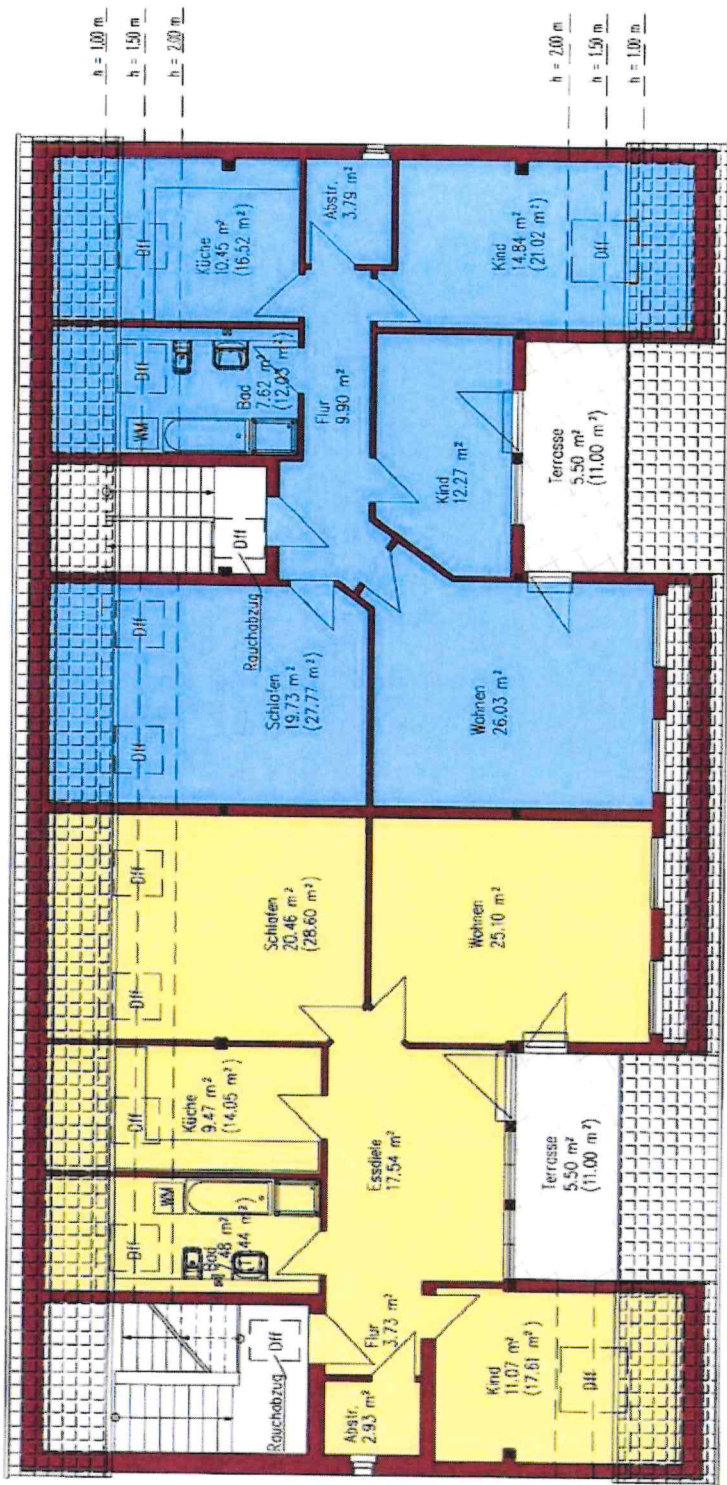 h = 1.00 m
h = 1.50 m
h = 2.00 m
Dff
Küche
10.45 m²
(16.52 m²)
Abstr.
3.79 m²
Kind
14.84 m²
(21.02 m²)
Dff
h = 2.00 m
h = 1.50 m
h = 1.00 m
Dff
WM
Bad
7.62 m²
(12.03 m²)
Flur
9.90 m²
Kind
12.27 m²
Terrasse
5.50 m²
(11.00 m²)
Dff
Rauchabzug
Dff
Dff
Schlafen
19.73 m²
(27.77 m²)
Wohnen
26.03 m²
Dff
Dff
Schlafen
20.46 m²
(28.60 m²)
Wohnen
25.10 m²
Dff
Küche
9.47 m²
(14.05 m²)
Essdiele
17.54 m²
Terrasse
5.50 m²
(11.00 m²)
Dff
WM
Bad
Flur
3.73 m²
Dff
Rauchabzug
Abstr.
2.93 m²
Kind
11.07 m²
(17.61 m²)
Dff